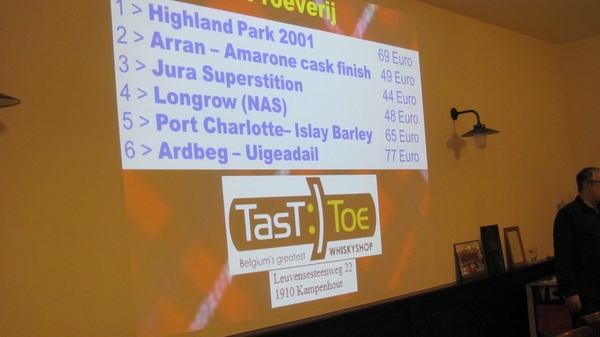 Toeverij
1 > Highland Park 2001 69 Euro
2 > Arran – Amarone cask finish 49 Euro
3 > Jura Superstition 44 Euro
4 > Longrow (NAS) 48 Euro
5 > Port Charlotte– Islay Barley 65 Euro
6 > Ardbeg – Uigeadail 77 Euro
TasT:) Toe
Belgium's greatest WHISKYSHOP
Leuvensesteenweg 22
1910 Kampenhout